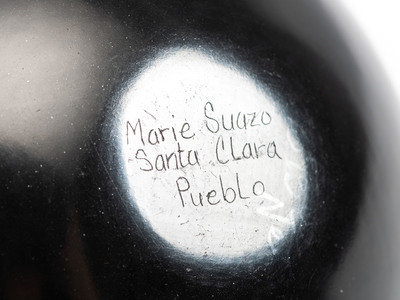 Marie Suazo
Santa Clara
Pueblo